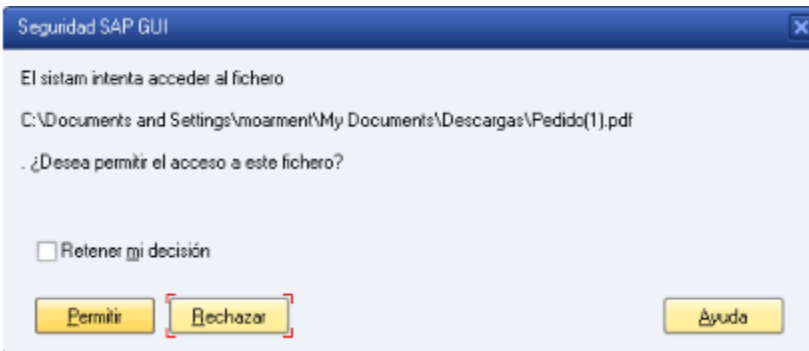 Seguridad SAP GUI
El sistam intenta acceder al fichero
C:\Documents and Settings\moarment\My Documents\Descargas\Pedido(1).pdf
. ¿Desea permitir el acceso a este fichero?
Retener mi decisión
Permitir Rechazar Ayuda